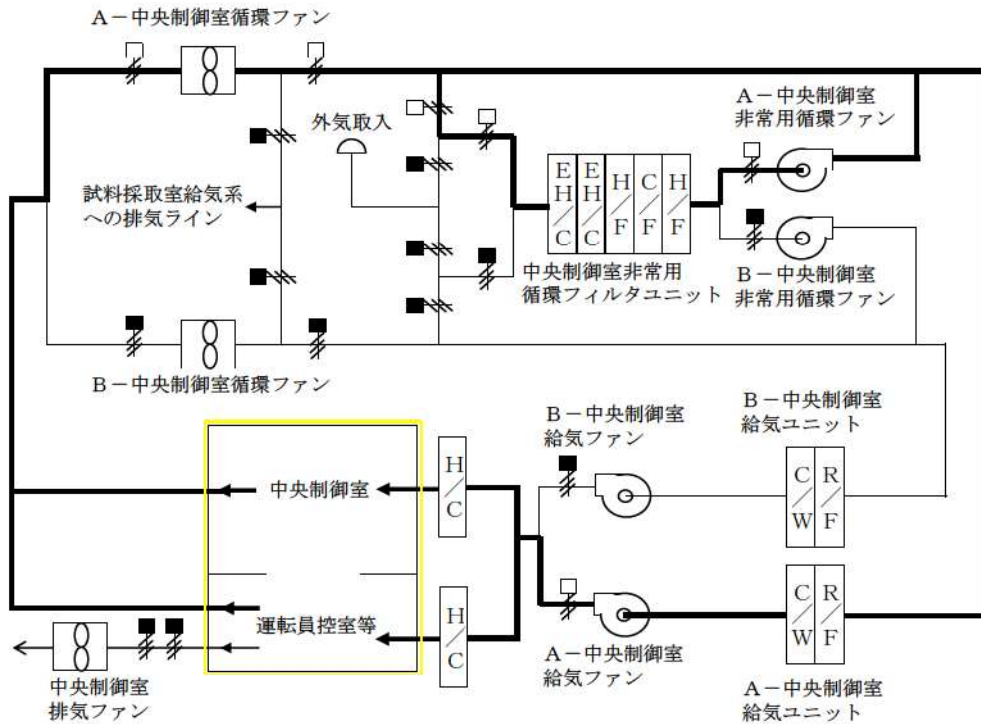 A－中央制御室循環ファン
外気取入
A－中央制御室
非常用循環ファン
試料採取室給気系
への排気ライン
E
H
／
C
E
H
／
C
H
／
F
C
／
F
H
／
F
中央制御室非常用
循環フィルタユニット
B－中央制御室
非常用循環ファン
B－中央制御室循環ファン
B－中央制御室
給気ファン
B－中央制御室
給気ユニット
中央制御室
H
／
C
C
／
W
R
／
F
運転員控室等
H
／
C
C
／
W
R
／
F
中央制御室
排気ファン
A－中央制御室
給気ファン
A－中央制御室
給気ユニット